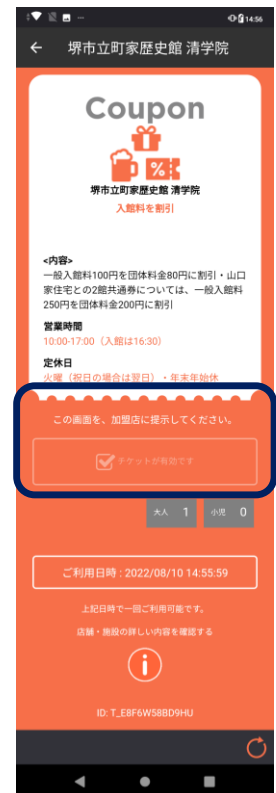 14:56
堺市立町家歴史館 清学院
Coupon
%
堺市立町家歴史館 清学院
入館料を割引
<内容>
一般入館料100円を団体料金80円に割引・山口
家住宅との2館共通券については、一般入館料
250円を団体料金200円に割引
営業時間
10:00-17:00（入館は16:30）
定休日
火曜（祝日の場合は翌日）・年末年始休
この画面を、加盟店に提示してください。
チケットが有効です
大人 1 小児 0
ご利用日時 : 2022/08/10 14:55:59
上記日時で一回ご利用可能です。
店舗・施設の詳しい内容を確認する
i
ID: T_E8F6W58BD9HU